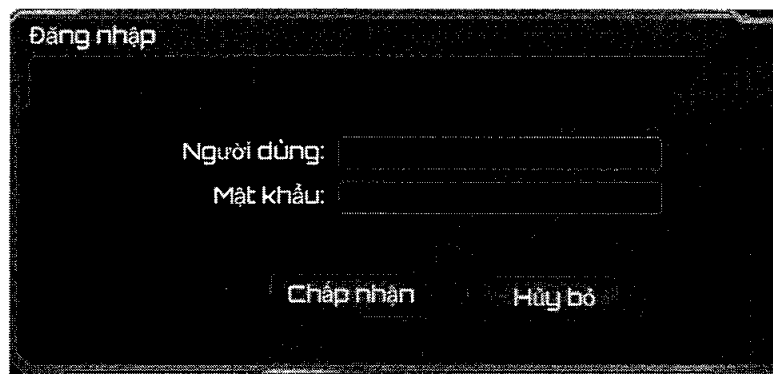 Đăng nhập
Người dùng:
Mật khẩu:
Chấp nhận
Hủy bỏ